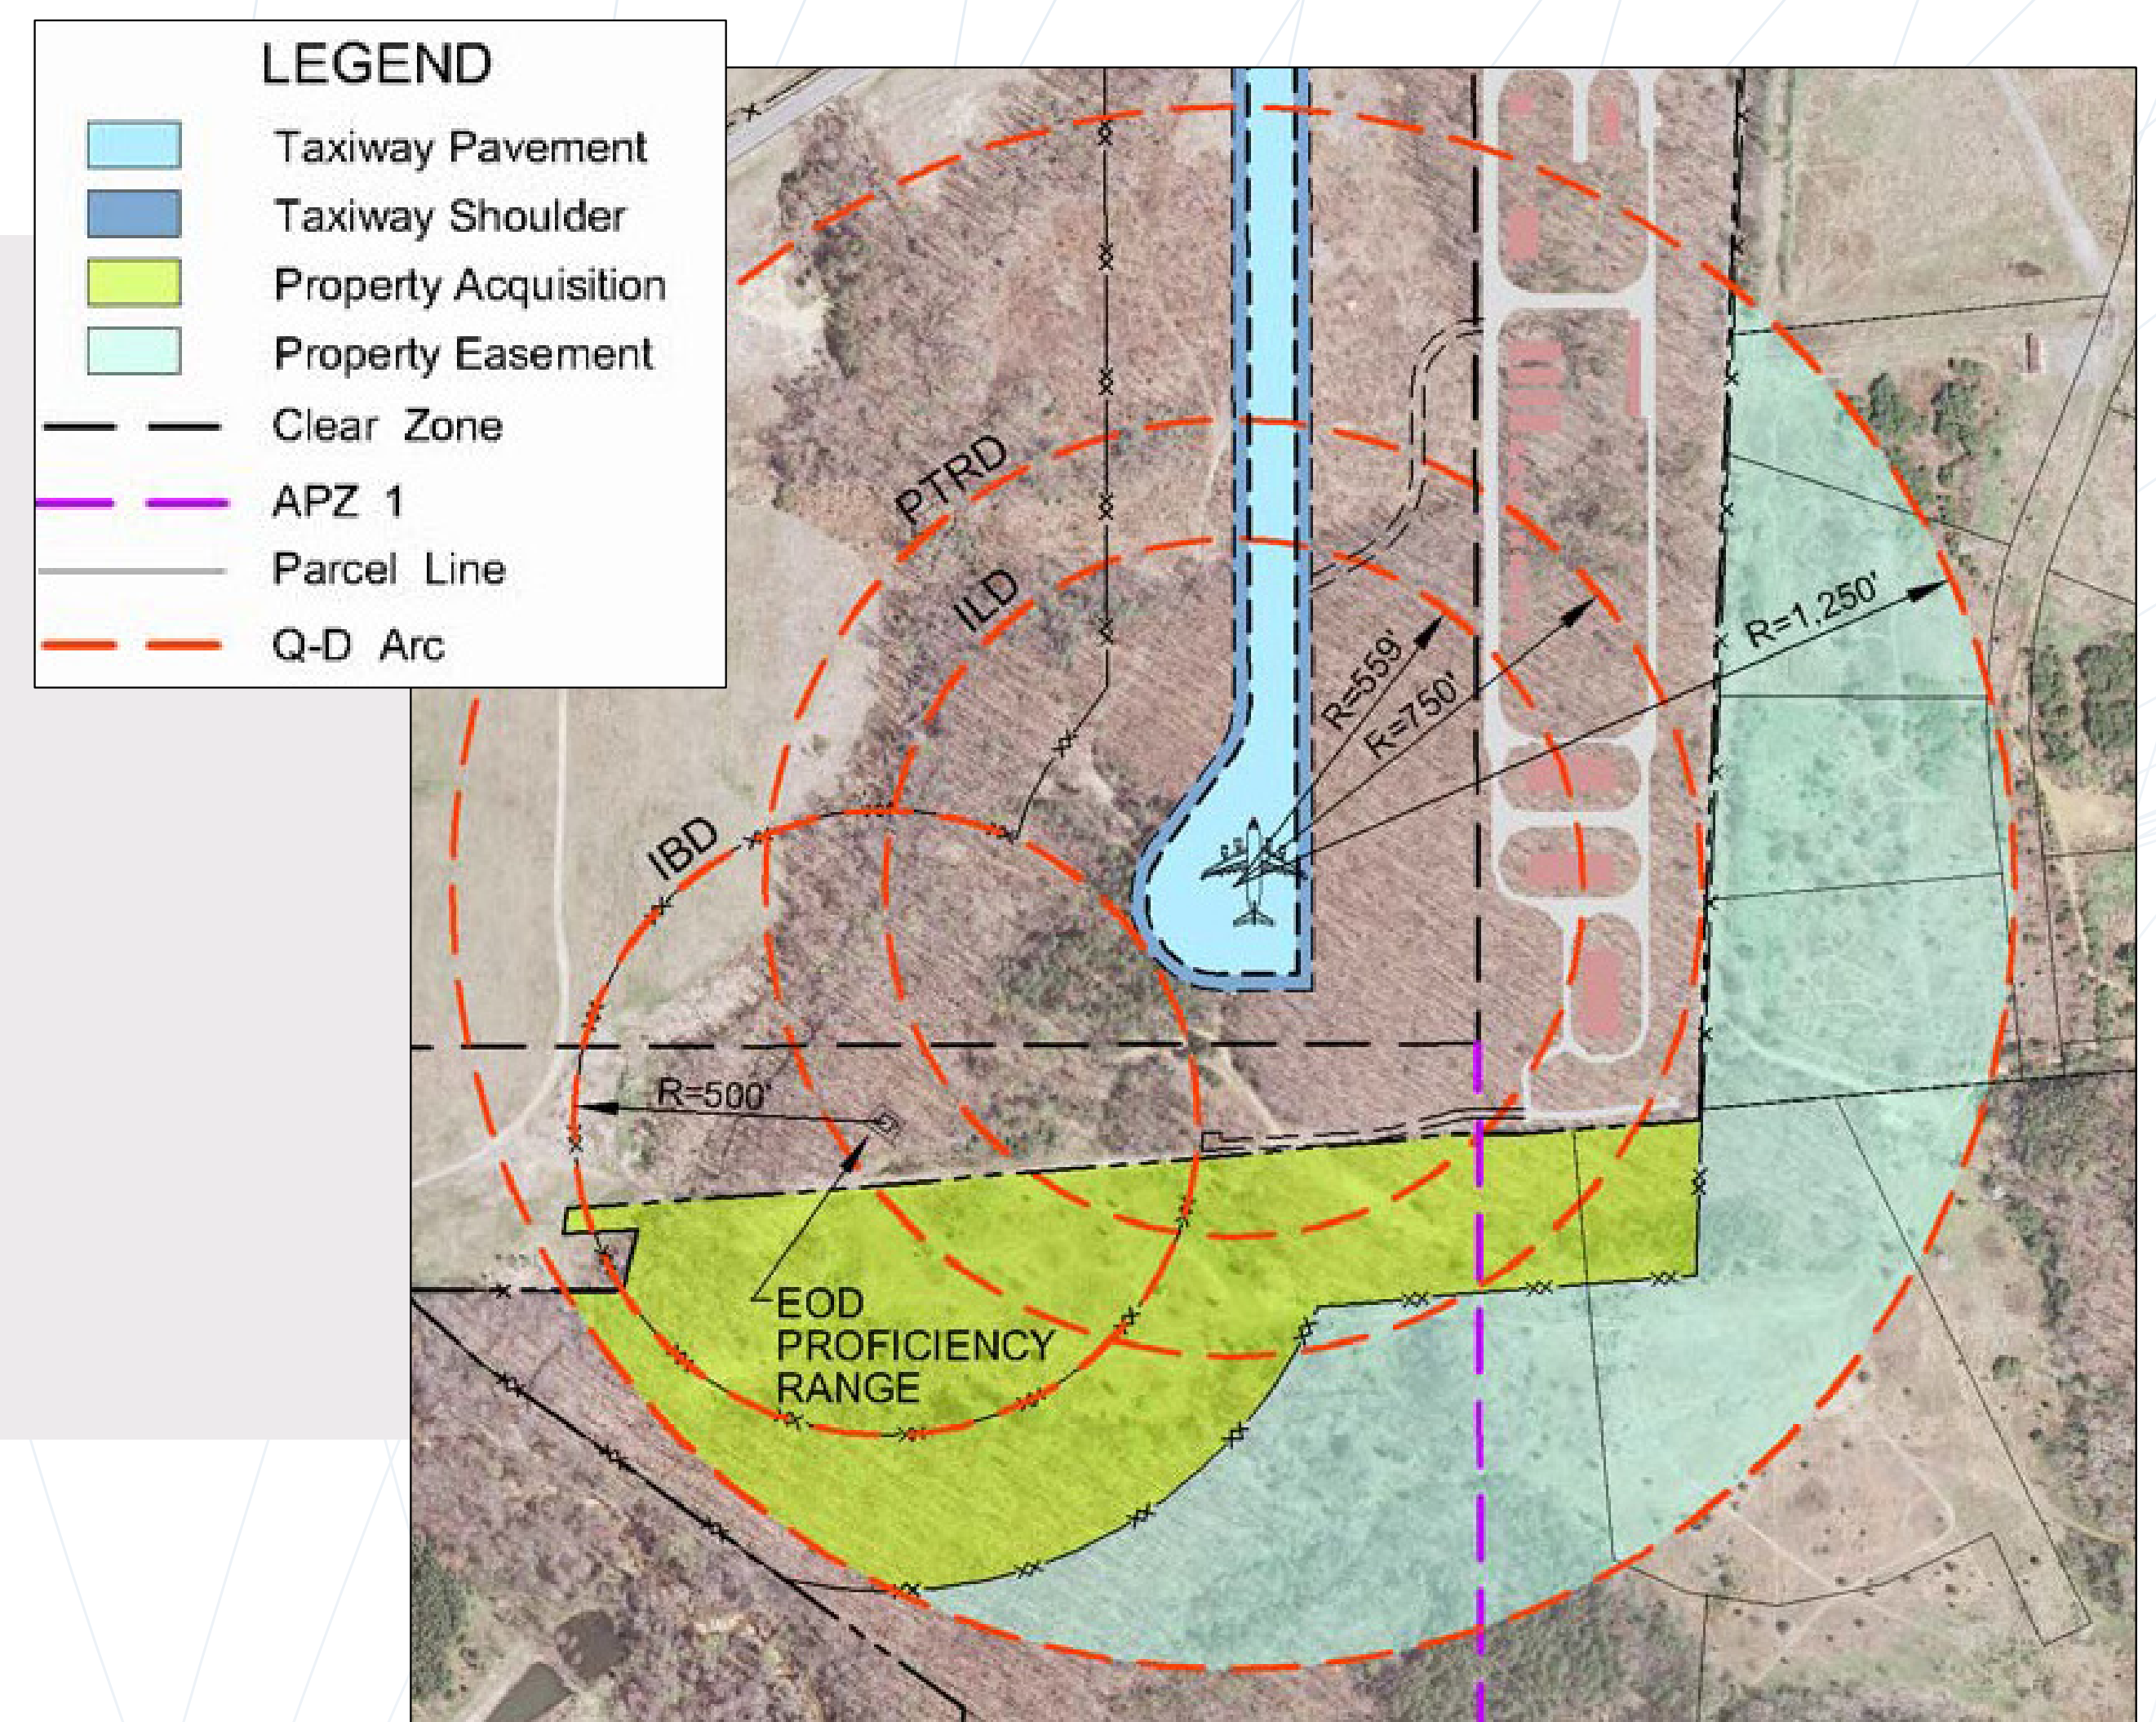 LEGEND
Taxiway Pavement
Taxiway Shoulder
Property Acquisition
Property Easement
Clear Zone
APZ 1
Parcel Line
Q-D Arc
PTRD
ILD
IBD
R=559'
R=750'
R=1,250'
R=500'
EOD
PROFICIENCY
RANGE